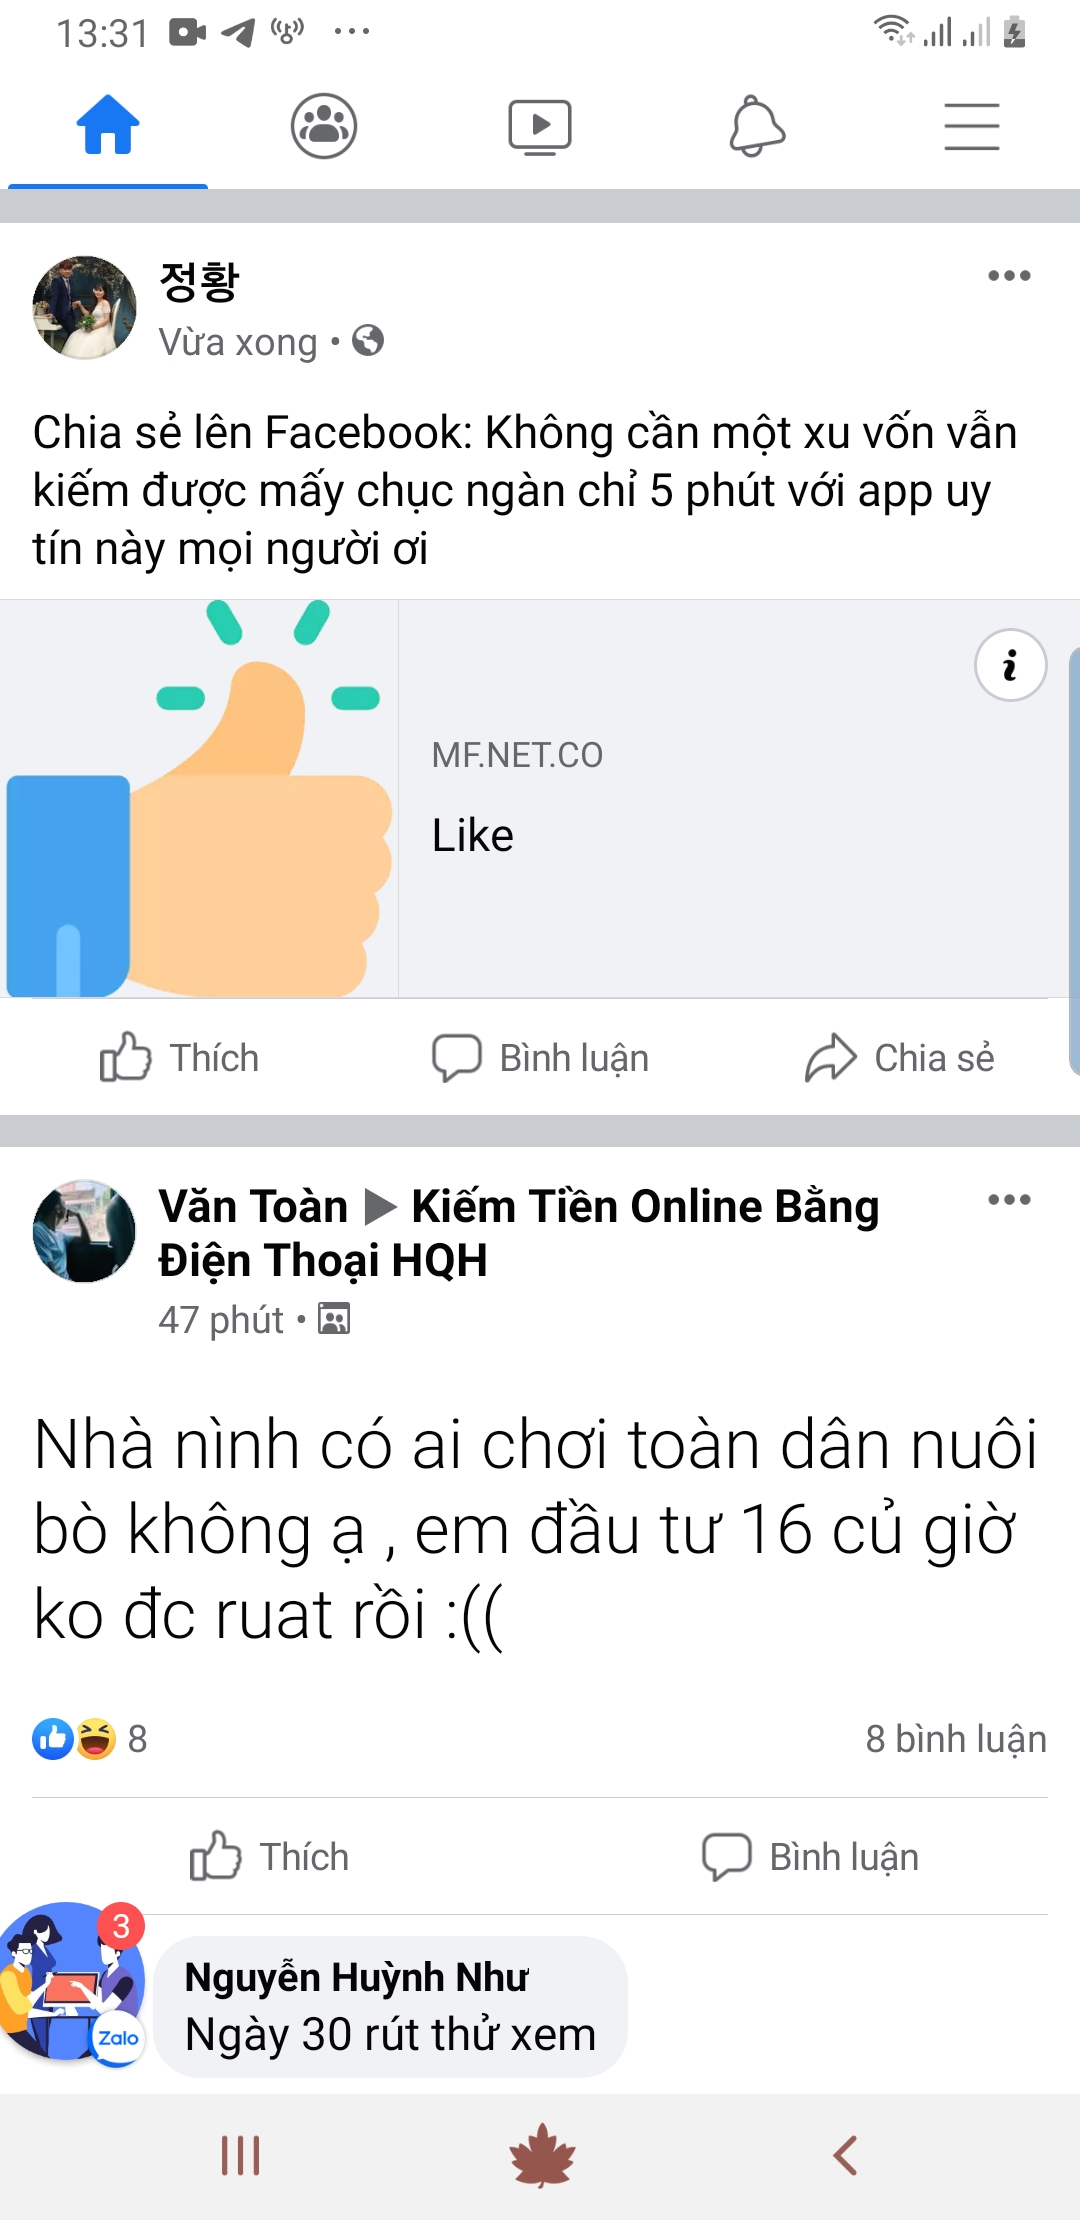 13:31
정황
Vừa xong
Chia sẻ lên Facebook: Không cần một xu vốn vẫn
kiếm được mấy chục ngàn chỉ 5 phút với app uy
tín này mọi người ơi
MF.NET.CO
Like
Thích
Bình luận
Chia sẻ
Văn Toàn ▶ Kiếm Tiền Online Bằng
Điện Thoại HQH
47 phút
Nhà nình có ai chơi toàn dân nuôi
bò không ạ , em đầu tư 16 củ giờ
ko đc ruat rồi :((
8
8 bình luận
Thích
Bình luận
3
Zalo
Nguyễn Huỳnh Như
Ngày 30 rút thử xem